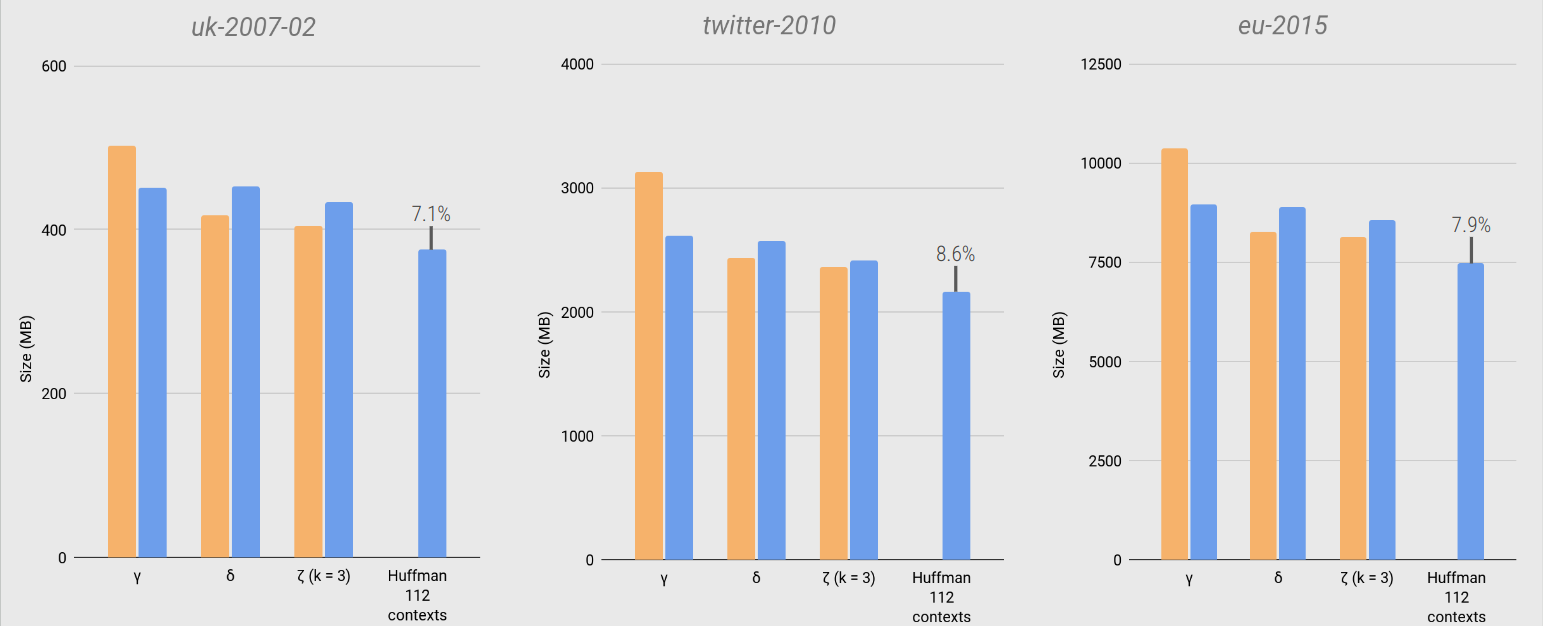 uk-2007-02
600
400
200
0
Size (MB)
7.1%
γ
δ
ζ (k = 3)
Huffman
112
contexts
twitter-2010
4000
3000
2000
1000
0
Size (MB)
8.6%
γ
δ
ζ (k = 3)
Huffman
112
contexts
eu-2015
12500
10000
7500
5000
2500
0
Size (MB)
7.9%
γ
δ
ζ (k = 3)
Huffman
112
contexts